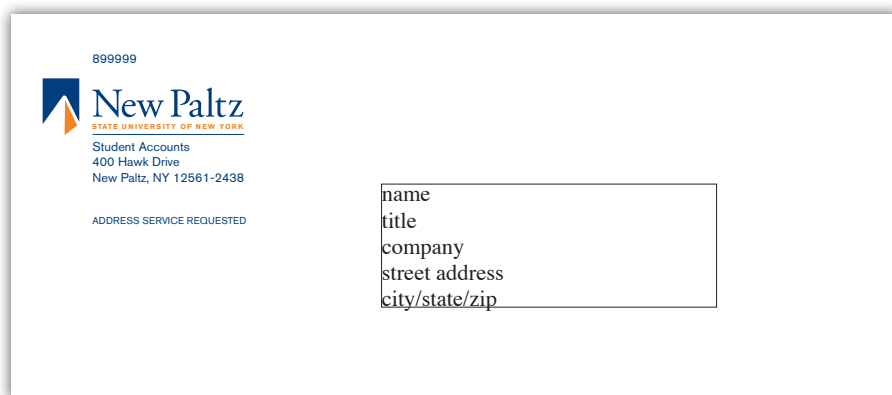 899999
New Paltz
STATE UNIVERSITY OF NEW YORK
Student Accounts
400 Hawk Drive
New Paltz, NY 12561-2438
ADDRESS SERVICE REQUESTED
name
title
company
street address
city/state/zip